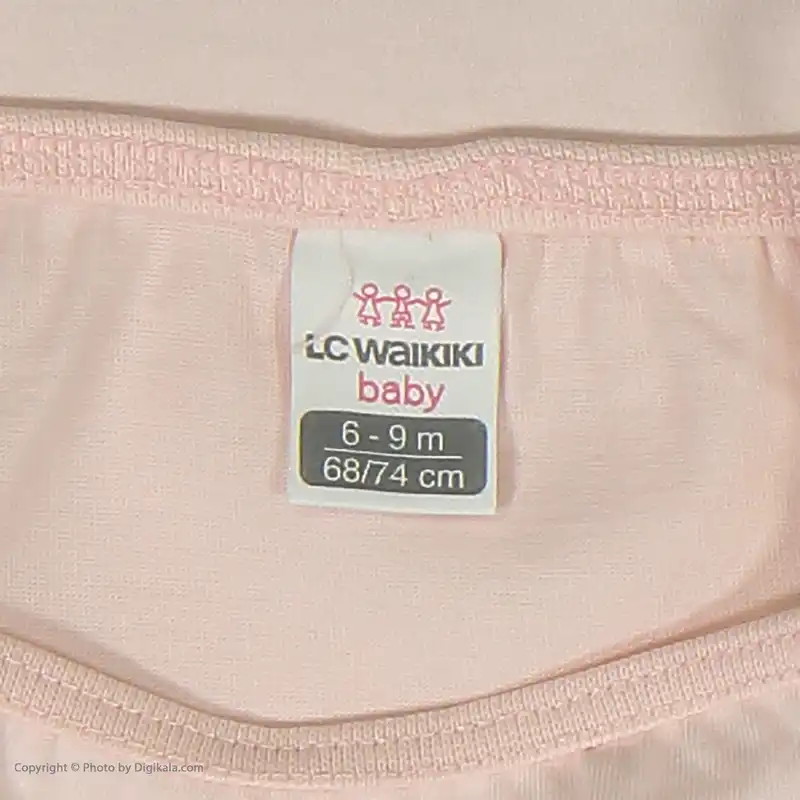 LC WAIKIKI
baby
6 - 9 m
68/74 cm
Copyright © Photo by Digikala.com